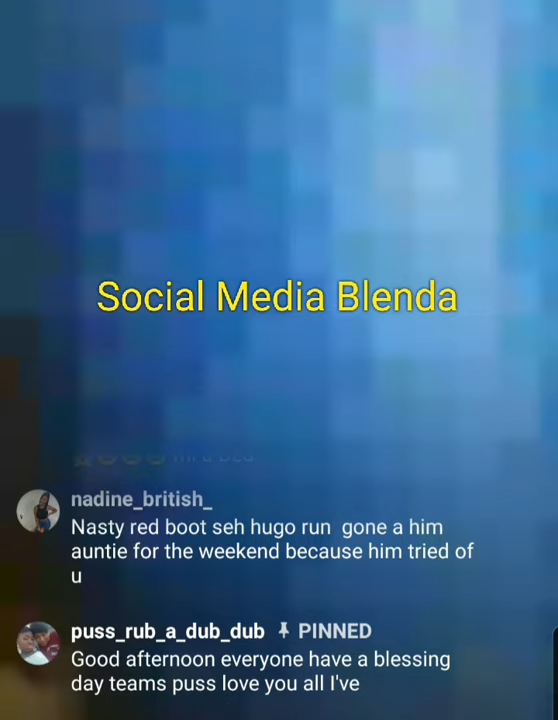 Social Media Blenda
nadine_british_
Nasty red boot seh hugo run gone a him
auntie for the weekend because him tried of
u
puss_rub_a_dub_dub PINNED
Good afternoon everyone have a blessing
day teams puss love you all I've